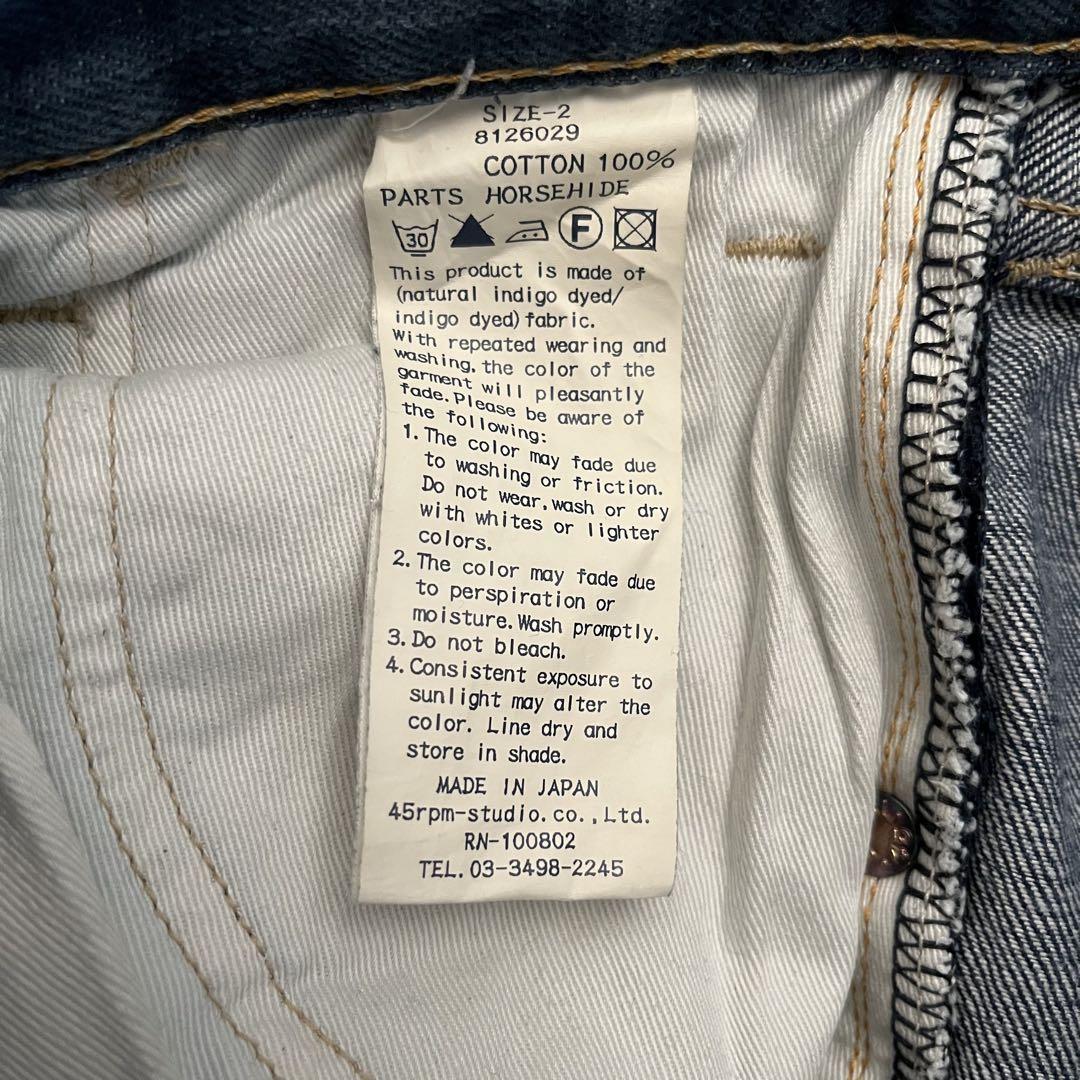 SIZE-2
8126029
COTTON 100%
PARTS HORSEHIDE
30 F
This product is made of
(natural indigo dyed/
indigo dyed)fabric.
With repeated wearing and
washing,the color of the
garment will pleasantly
fade.Please be aware of
the following:
1.The color may fade due
to washing or friction.
Do not wear,wash or dry
with whites or lighter
colors.
2.The color may fade due
to perspiration or
moisture.Wash promptly.
3.Do not bleach.
4.Consistent exposure to
sunlight may alter the
color. Line dry and
store in shade.
MADE IN JAPAN
45rpm-studio.co.,Ltd.
RN-100802
TEL.03-3498-2245